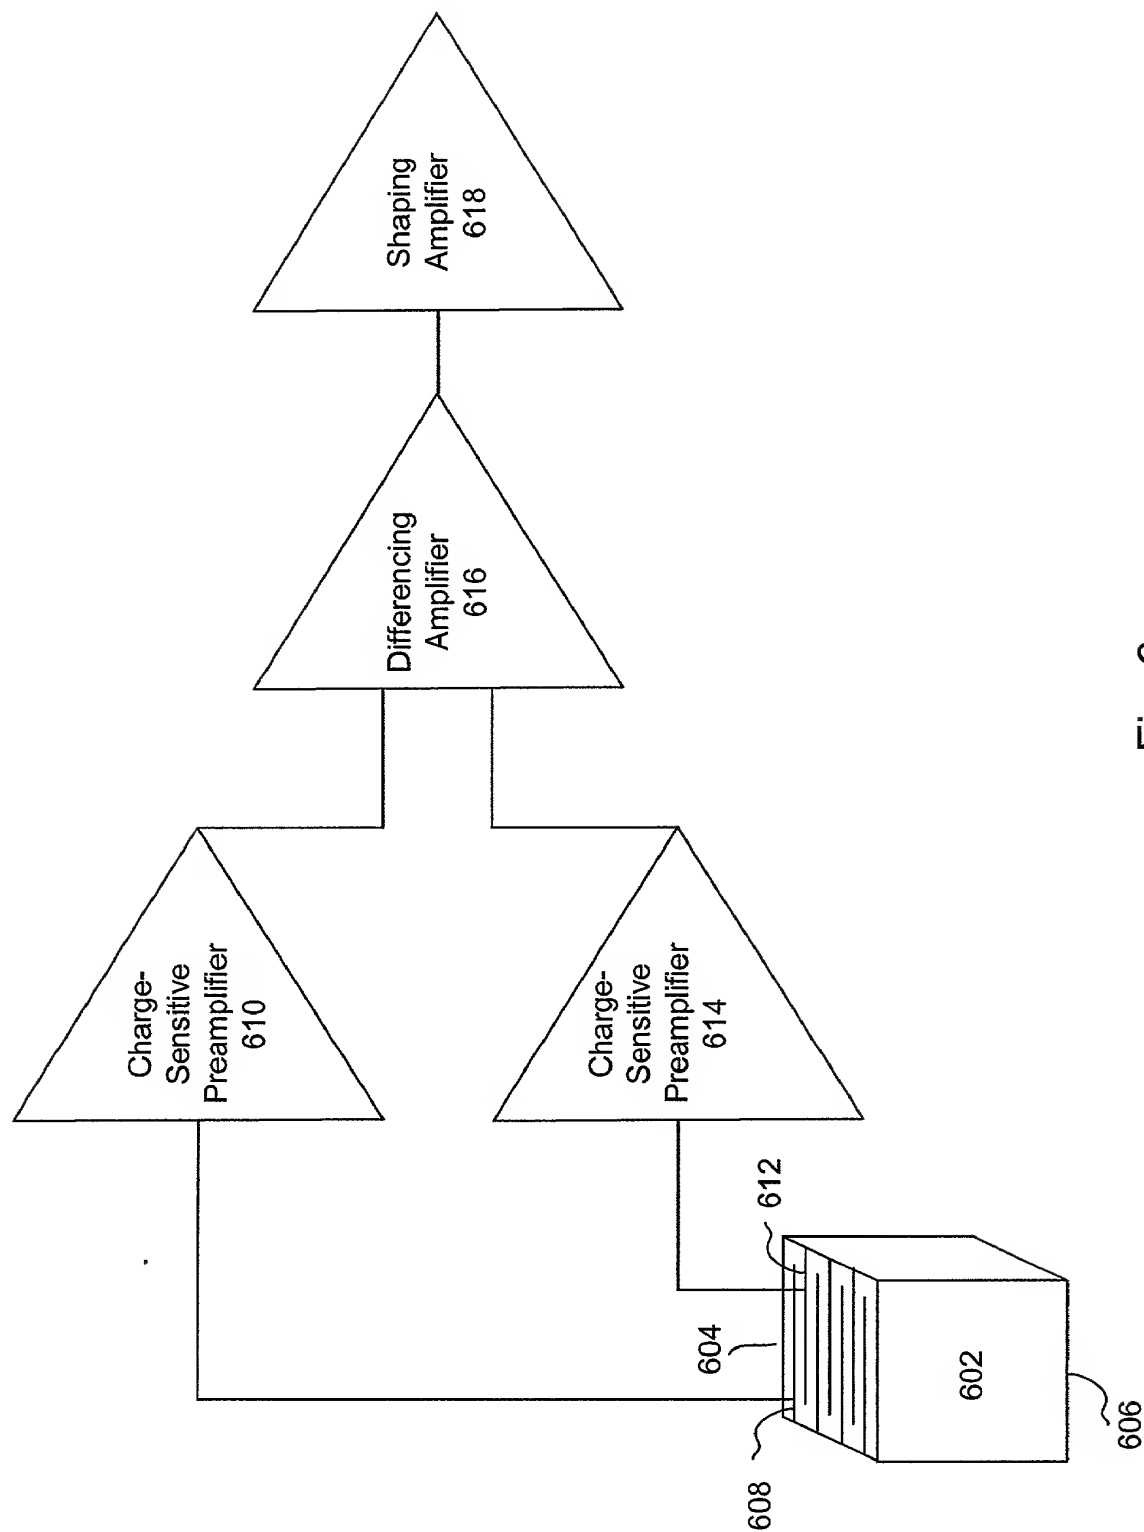 Charge-
Sensitive
Preamplifier
610
Differencing
Amplifier
616
Shaping
Amplifier
618
Charge-
Sensitive
Preamplifier
614
604
612
608
602
606